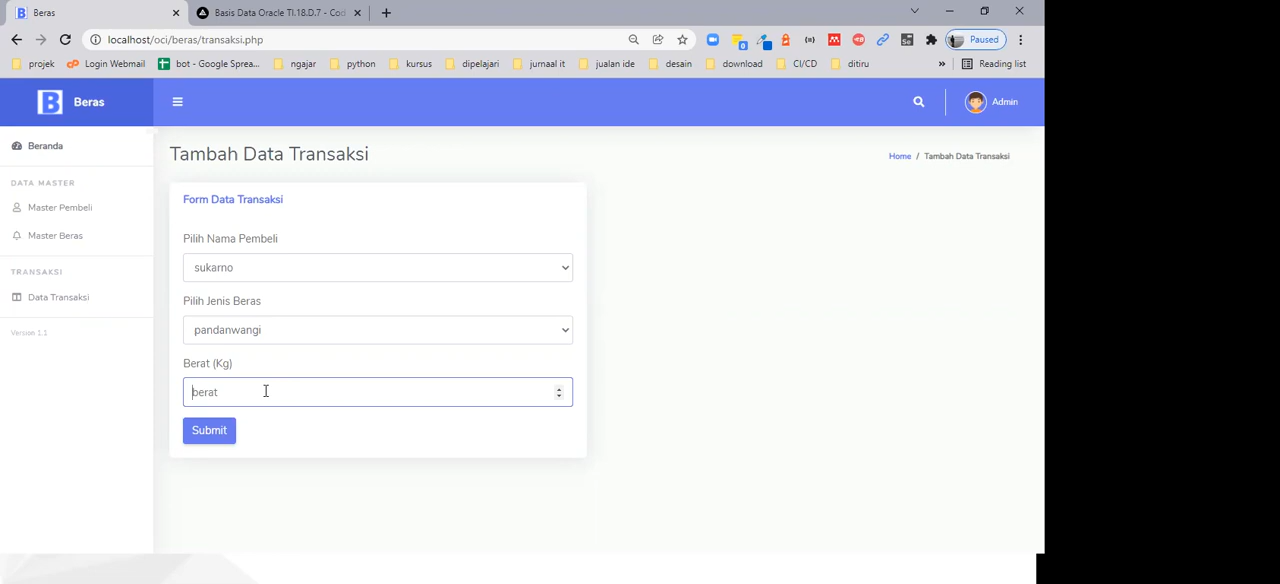 Beras
Basis Data Oracle TI.18.D.7 - Cod
localhost/oci/beras/transaksi.php
Paused
projek
Login Webmail
bot - Google Sprea...
ngajar
python
kursus
dipelajari
jurnaal it
jualan ide
desain
download
CI/CD
ditiru
»
Reading list
B Beras
Admin
Beranda
Tambah Data Transaksi
Home / Tambah Data Transaksi
DATA MASTER
Master Pembeli
Master Beras
TRANSAKSI
Data Transaksi
Version 1.1
Form Data Transaksi
Pilih Nama Pembeli
sukarno
Pilih Jenis Beras
pandanwangi
Berat (Kg)
berat
Submit